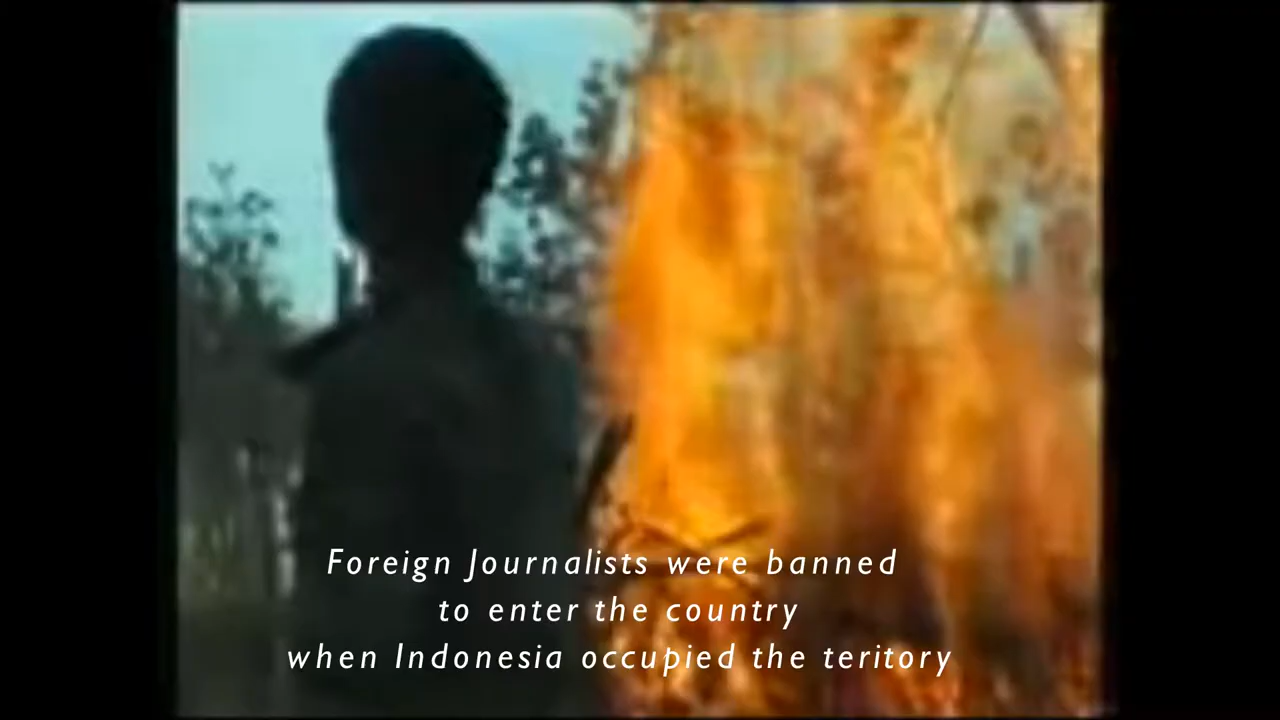 Foreign Journalists were banned
to enter the country
when Indonesia occupied the teritory